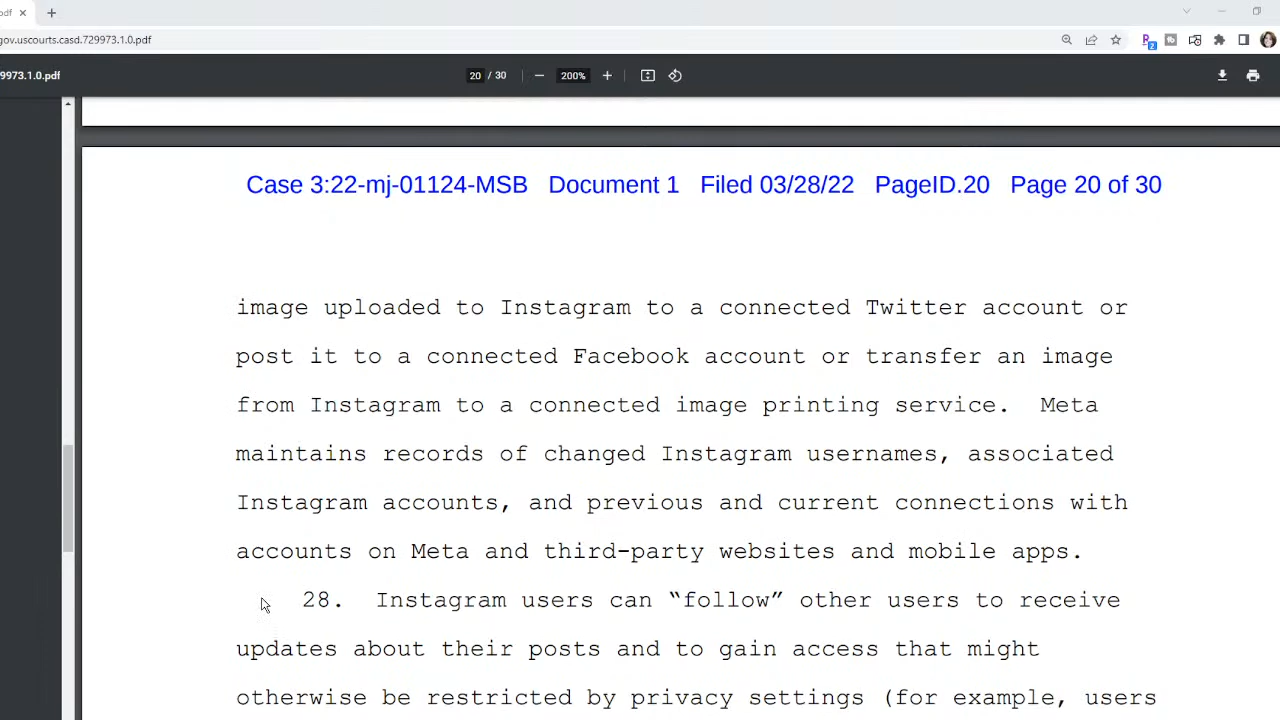 pdf
gov.uscourts.casd.729973.1.0.pdf
9973.1.0.pdf
20 / 30
200%
Case 3:22-mj-01124-MSB Document 1 Filed 03/28/22 PageID.20 Page 20 of 30
image uploaded to Instagram to a connected Twitter account or
post it to a connected Facebook account or transfer an image
from Instagram to a connected image printing service. Meta
maintains records of changed Instagram usernames, associated
Instagram accounts, and previous and current connections with
accounts on Meta and third-party websites and mobile apps.
28. Instagram users can “follow” other users to receive
updates about their posts and to gain access that might
otherwise be restricted by privacy settings (for example, users